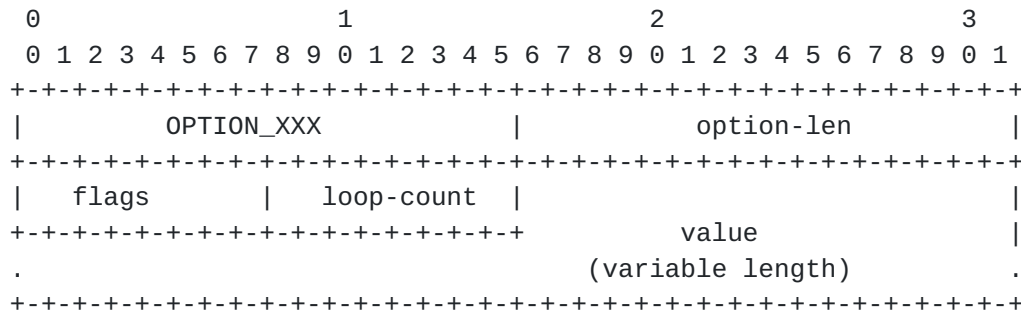 0                   1                   2                   3
 0 1 2 3 4 5 6 7 8 9 0 1 2 3 4 5 6 7 8 9 0 1 2 3 4 5 6 7 8 9 0 1
+-+-+-+-+-+-+-+-+-+-+-+-+-+-+-+-+-+-+-+-+-+-+-+-+-+-+-+-+-+-+-+-+
|         OPTION_XXX            |           option-len          |
+-+-+-+-+-+-+-+-+-+-+-+-+-+-+-+-+-+-+-+-+-+-+-+-+-+-+-+-+-+-+-+-+
|   flags       |   loop-count  |                               |
+-+-+-+-+-+-+-+-+-+-+-+-+-+-+-+-+          value                |
.                                    (variable length)          .
+-+-+-+-+-+-+-+-+-+-+-+-+-+-+-+-+-+-+-+-+-+-+-+-+-+-+-+-+-+-+-+-+